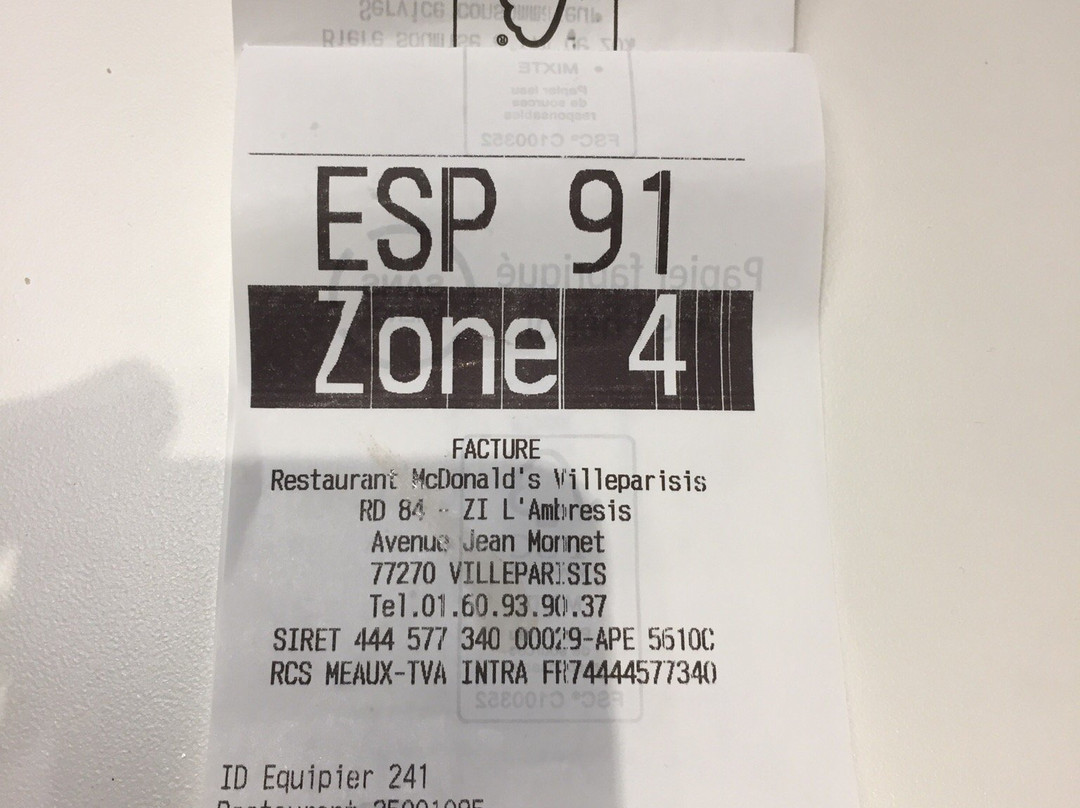 ESP 91
Zone 4
FACTURE
Restaurant McDonald's Villeparisis
RD 84 - ZI L'Ambresis
Avenue Jean Monnet
77270 VILLEPARISIS
Tel.01.60.93.90.37
SIRET 444 577 340 00029-APE 5610C
RCS MEAUX-TVA INTRA FR74444577340
ID Equipier 241
Restaurant